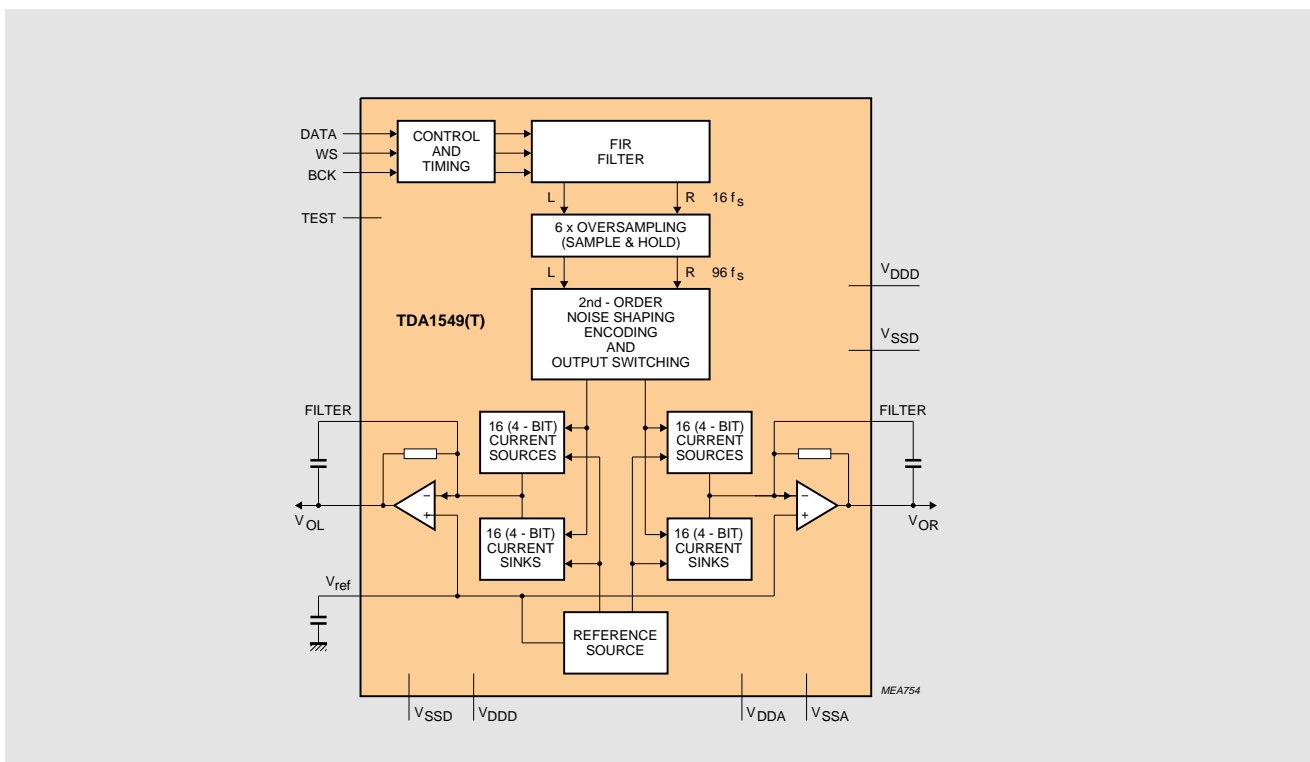 DATA
WS
BCK
TEST
CONTROL
AND
TIMING
FIR
FILTER
L
R 16 fs
6 x OVERSAMPLING
(SAMPLE & HOLD)
L
R 96 fs
2nd - ORDER
NOISE SHAPING
ENCODING
AND
OUTPUT SWITCHING
TDA1549(T)
VDDD
VSSD
FILTER
FILTER
16 (4 - BIT)
CURRENT
SOURCES
16 (4 - BIT)
CURRENT
SOURCES
−
+
−
+
VOL
VOR
16 (4 - BIT)
CURRENT
SINKS
16 (4 - BIT)
CURRENT
SINKS
Vref
REFERENCE
SOURCE
MEA754
VSSD
VDDD
VDDA
VSSA